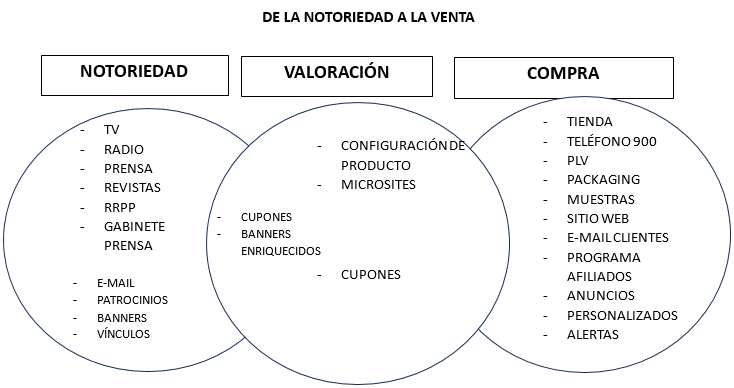 DE LA NOTORIEDAD A LA VENTA
NOTORIEDAD
VALORACIÓN
COMPRA
- TV
- RADIO
- PRENSA
- REVISTAS
- RRPP
- GABINETE
PRENSA
- E-MAIL
- PATROCINIOS
- BANNERS
- VÍNCULOS
- CONFIGURACIÓN DE
PRODUCTO
- MICROSITES
- CUPONES
- BANNERS
ENRIQUECIDOS
- CUPONES
- TIENDA
- TELÉFONO 900
- PLV
- PACKAGING
- MUESTRAS
- SITIO WEB
- E-MAIL CLIENTES
- PROGRAMA
AFILIADOS
- ANUNCIOS
- PERSONALIZADOS
- ALERTAS